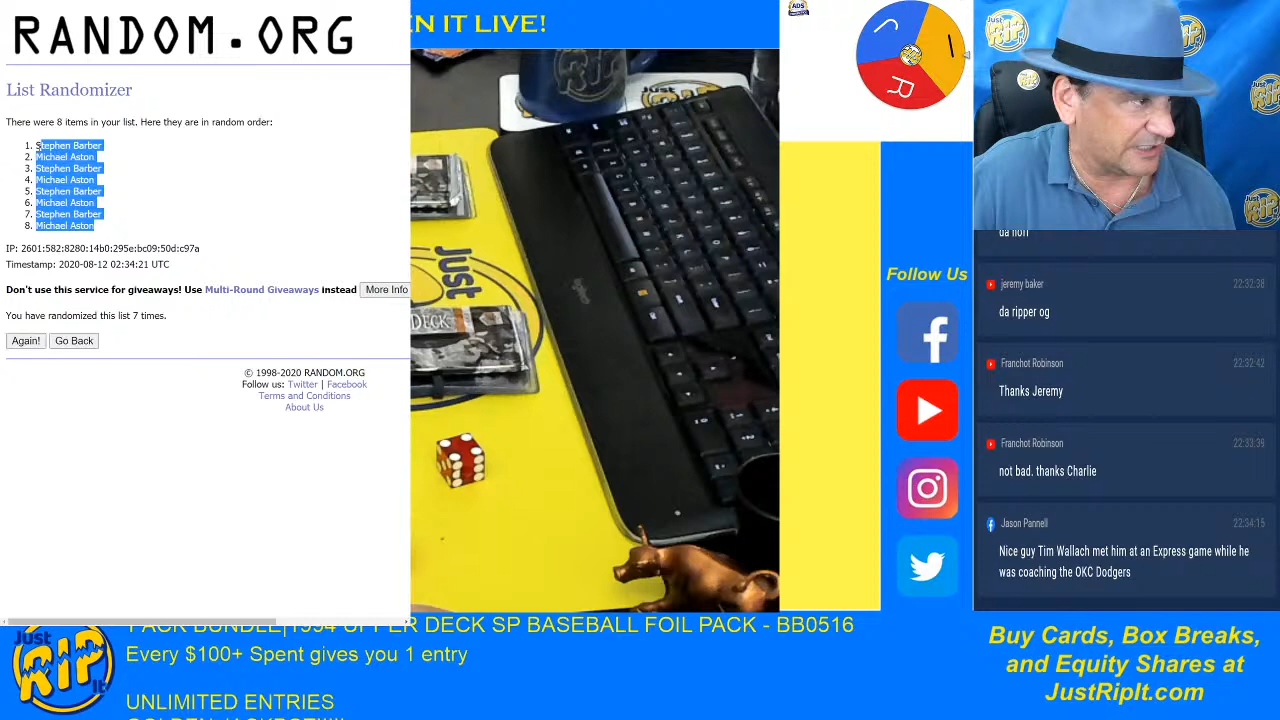 RANDOM.ORG
N IT LIVE!
ADS
J
I
R
List Randomizer
There were 8 items in your list. Here they are in random order:
1. Stephen Barber
2. Michael Aston
3. Stephen Barber
4. Michael Aston
5. Stephen Barber
6. Michael Aston
7. Stephen Barber
8. Michael Aston
IP: 2601:582:8280:14b0:295e:bc09:50d:c97a
Timestamp: 2020-08-12 02:34:21 UTC
Don't use this service for giveaways! Use Multi-Round Giveaways instead More Info
You have randomized this list 7 times.
Again! Go Back
© 1998-2020 RANDOM.ORG
Follow us: Twitter | Facebook
Terms and Conditions
About Us
Just
DECK
Follow Us
jeremy baker 22:32:38
da ripper og
Franchot Robinson 22:32:42
Thanks Jeremy
Franchot Robinson 22:33:39
not bad. thanks Charlie
Jason Pannell 22:34:15
Nice guy Tim Wallach met him at an Express game while he
was coaching the OKC Dodgers
Just
RIP
It
PACK BUNDLE|1994 UPPER DECK SP BASEBALL FOIL PACK - BB0516
Every $100+ Spent gives you 1 entry
UNLIMITED ENTRIES
Buy Cards, Box Breaks,
and Equity Shares at
JustRipIt.com